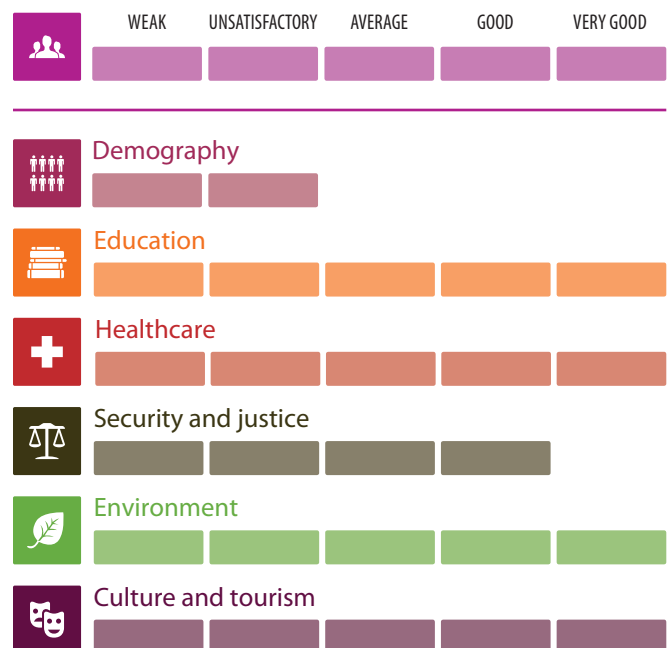 WEAK UNSATISFACTORY AVERAGE GOOD VERY GOOD
Demography
Education
Healthcare
Security and justice
Environment
Culture and tourism